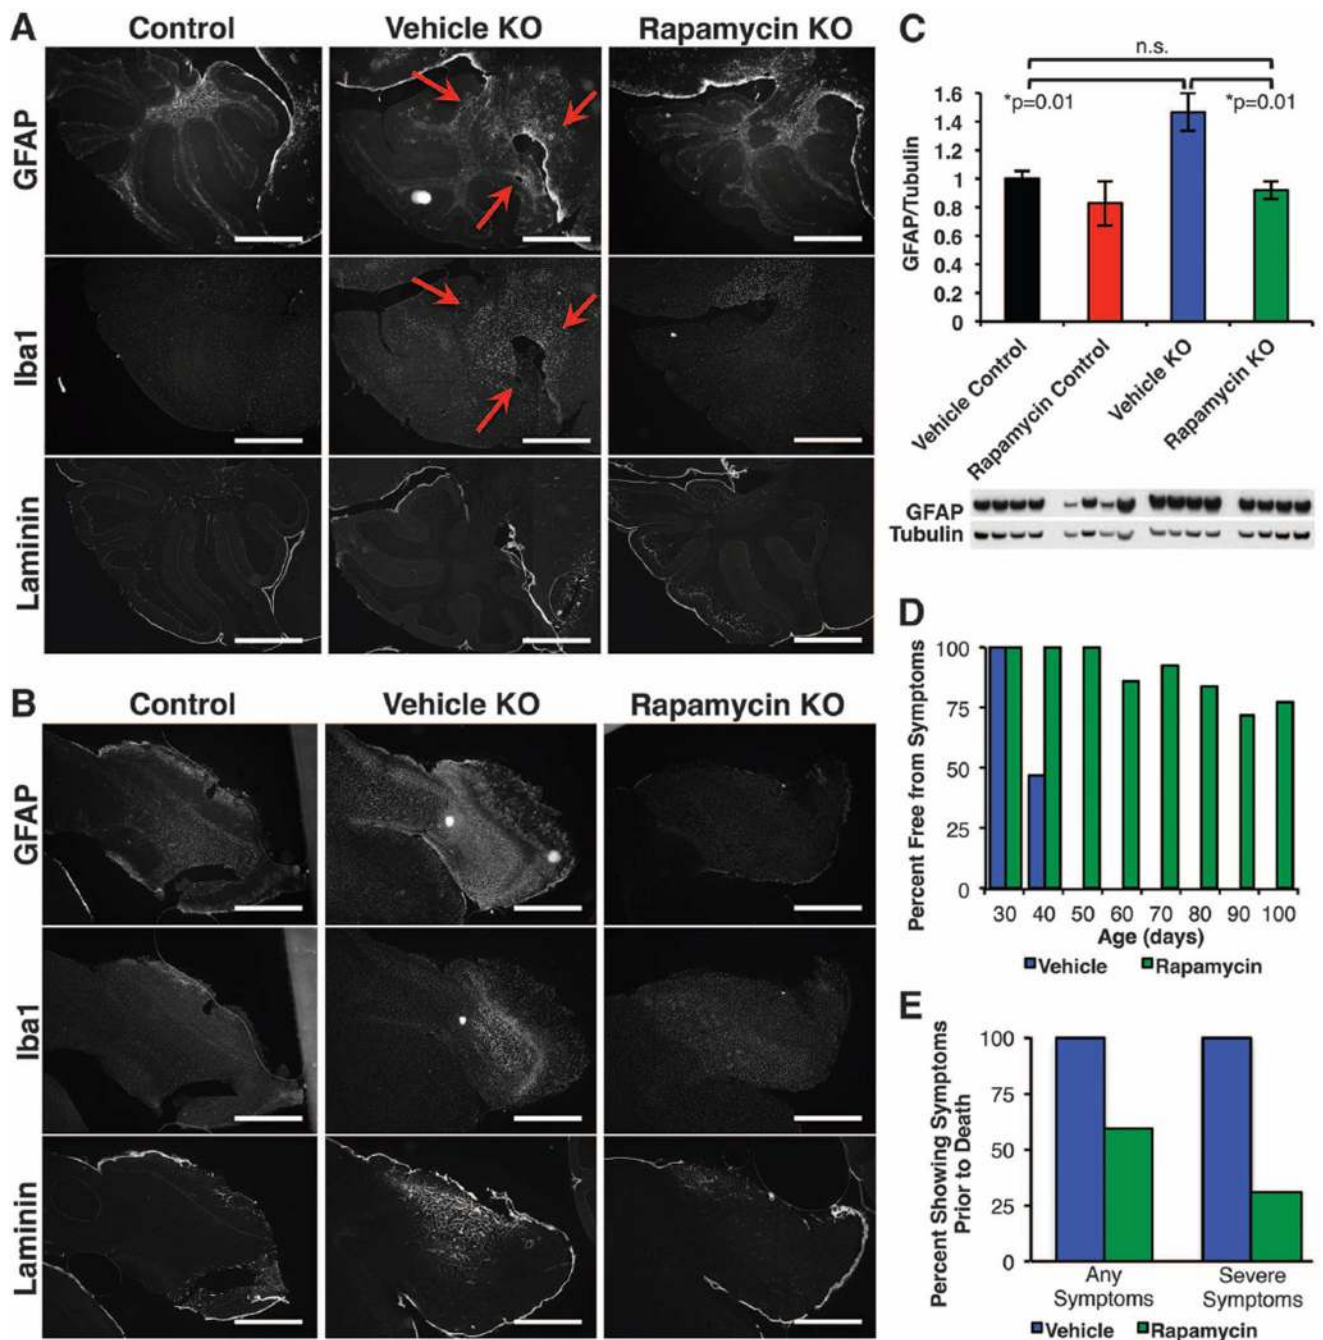 A
Control
Vehicle KO
Rapamycin KO
GFAP
Iba1
Laminin
B
Control
Vehicle KO
Rapamycin KO
GFAP
Iba1
Laminin
C
n.s.
*p=0.01
*p=0.01
GFAP/Tubulin
1.6
1.4
1.2
1
0.8
0.6
0.4
0.2
0
Vehicle Control
Rapamycin Control
Vehicle KO
Rapamycin KO
GFAP
Tubulin
D
Percent Free from Symptoms
100
75
50
25
0
30 40 50 60 70 80 90 100
Age (days)
Vehicle Rapamycin
E
Percent Showing Symptoms
Prior to Death
100
75
50
25
0
Any
Symptoms
Severe
Symptoms
Vehicle Rapamycin